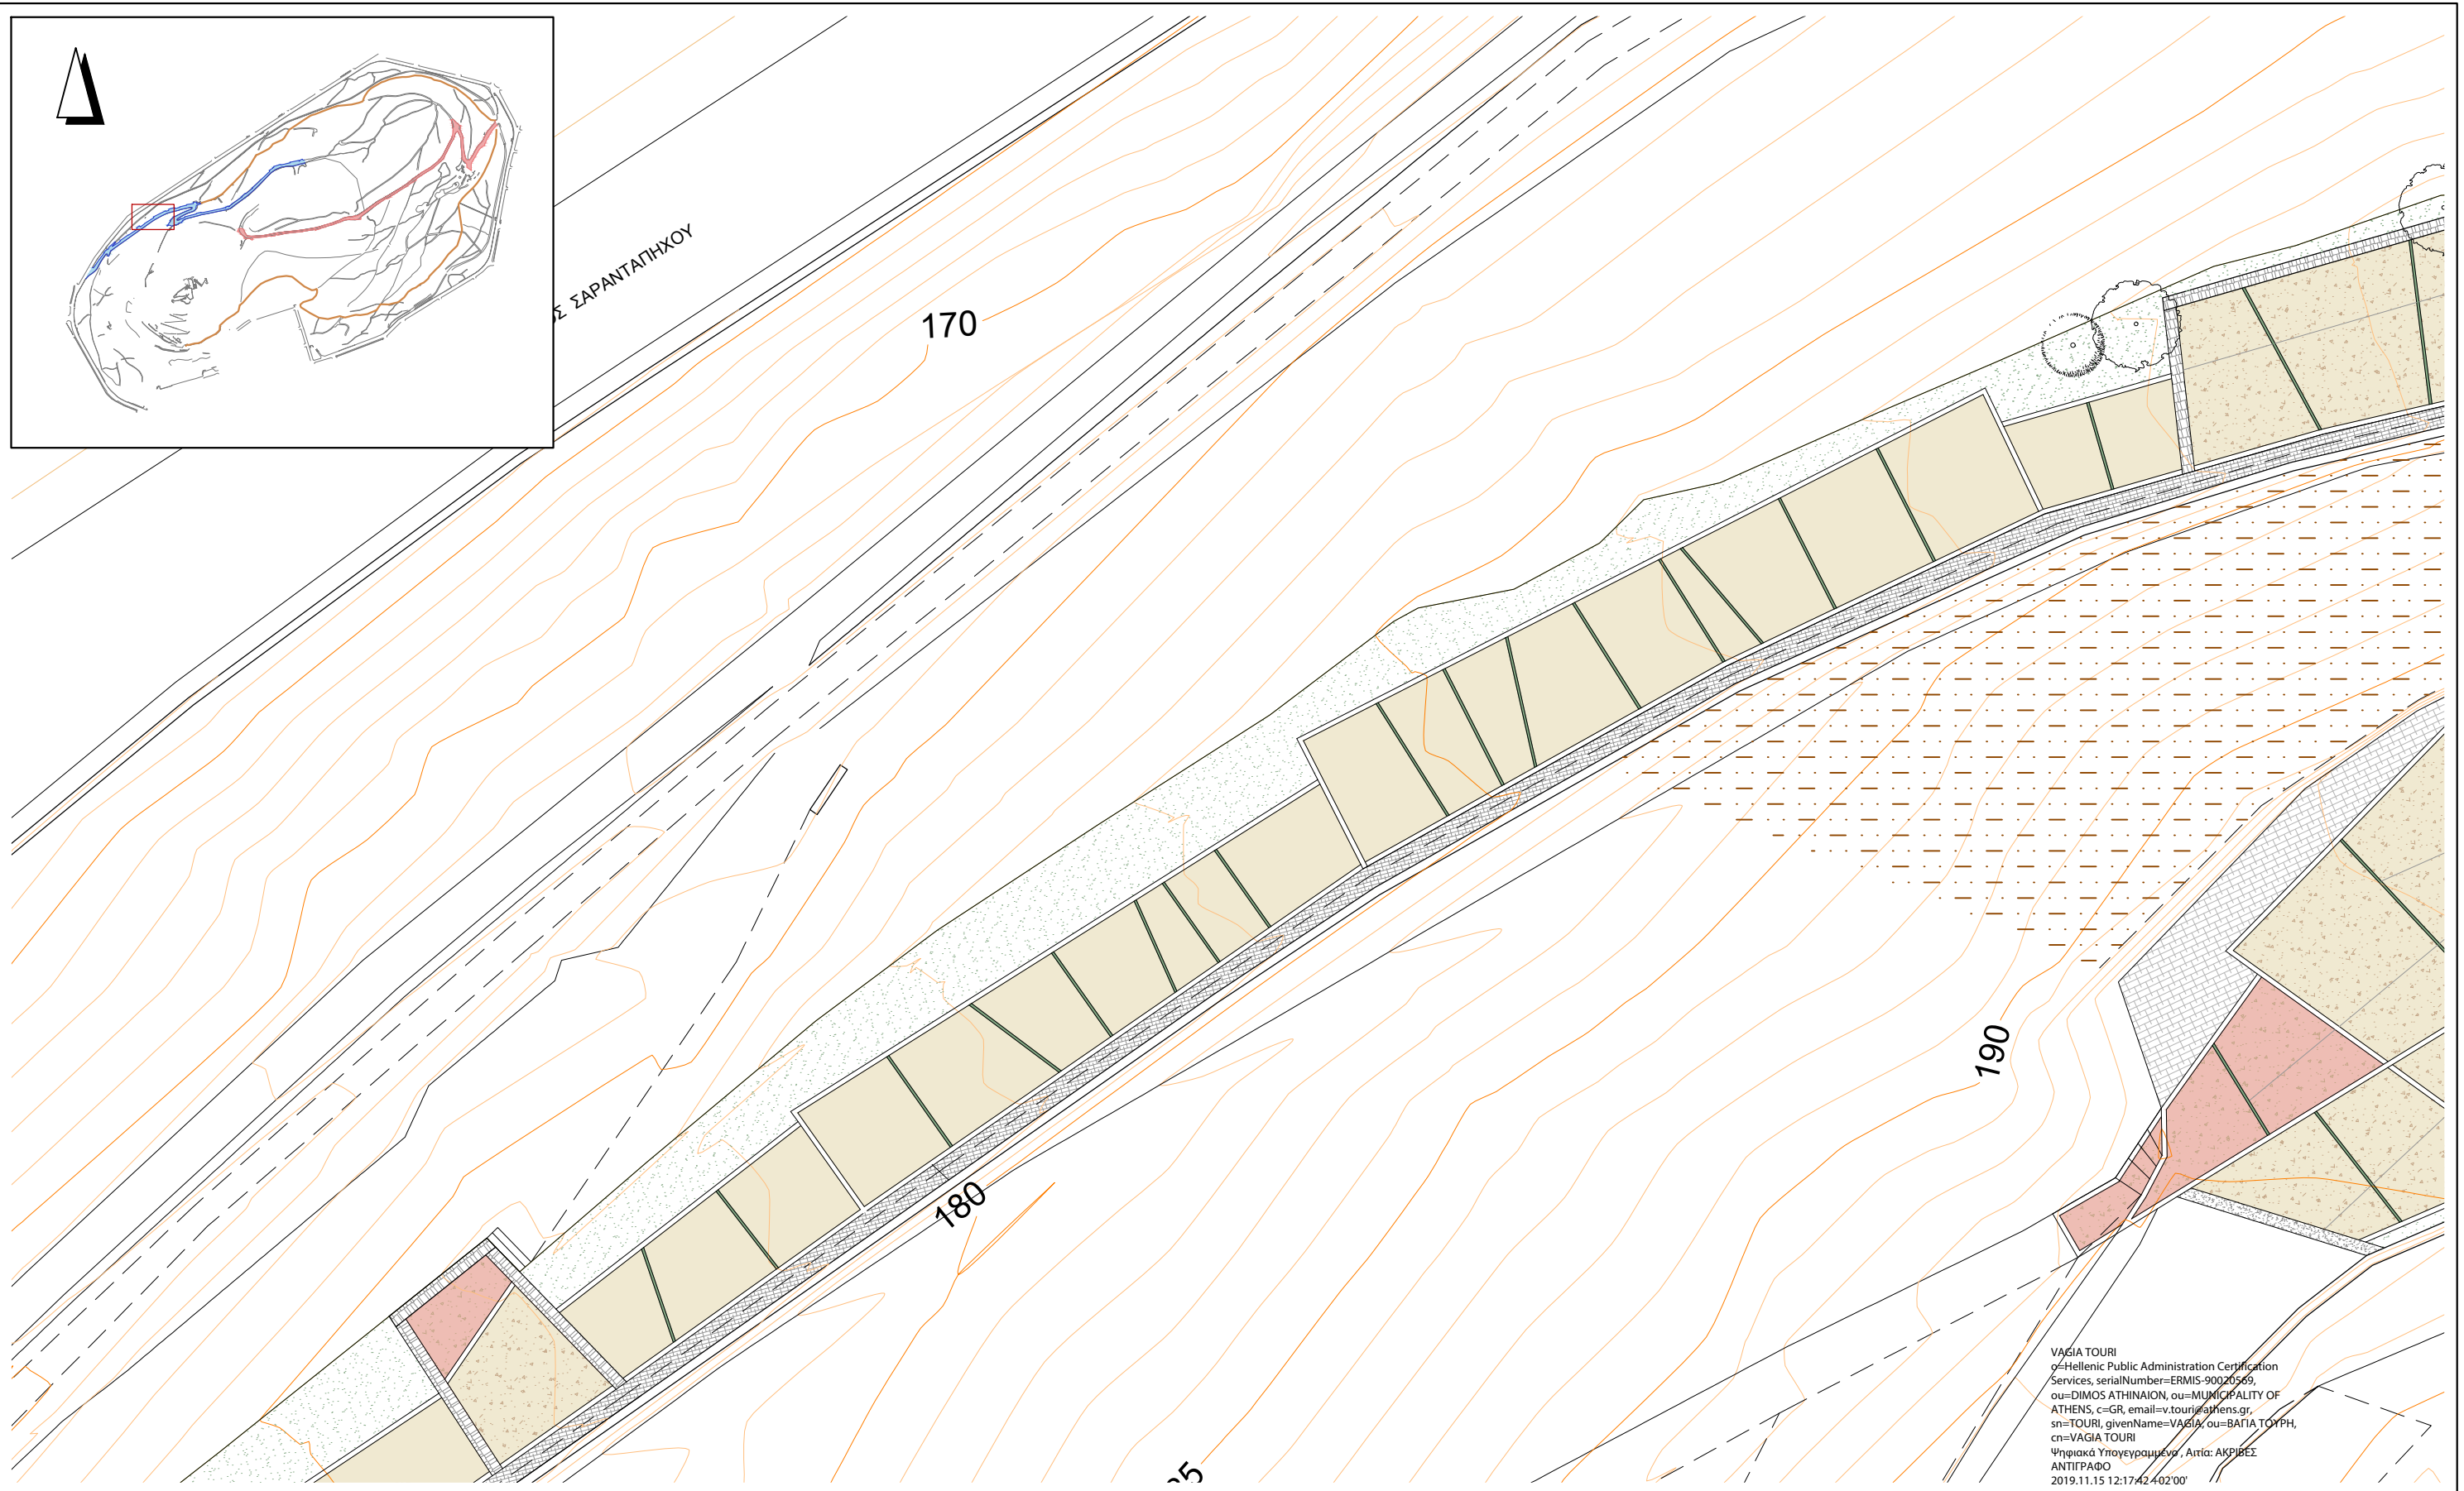 ΣΑΡΑΝΤΑΠΗΧΟΥ
170
190
180
VAGIA TOURI
o=Hellenic Public Administration Certification
Services, serialNumber=ERMIS-90020569,
ou=DIMOS ATHINAION, ou=MUNICIPALITY OF
ATHENS, c=GR, email=v.touri@athens.gr,
sn=TOURI, givenName=VAGIA, ou=ΒΑΓΙΑ ΤΟΥΡΗ,
cn=VAGIA TOURI
Ψηφιακά Υπογεγραμμένο , Αιτία: ΑΚΡΙΒΕΣ
ΑΝΤΙΓΡΑΦΟ
2019.11.15 12:17:42 +02'00'